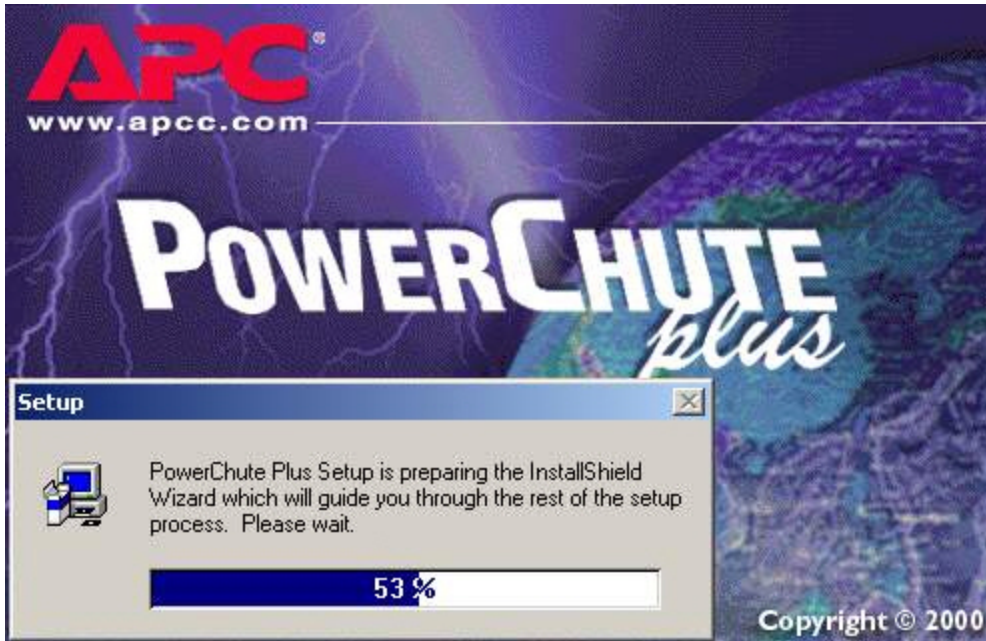 APC®
www.apcc.com
POWERCHUTE
plus
Setup
PowerChute Plus Setup is preparing the InstallShield
Wizard which will guide you through the rest of the setup
process. Please wait.
53 %
Copyright © 2000